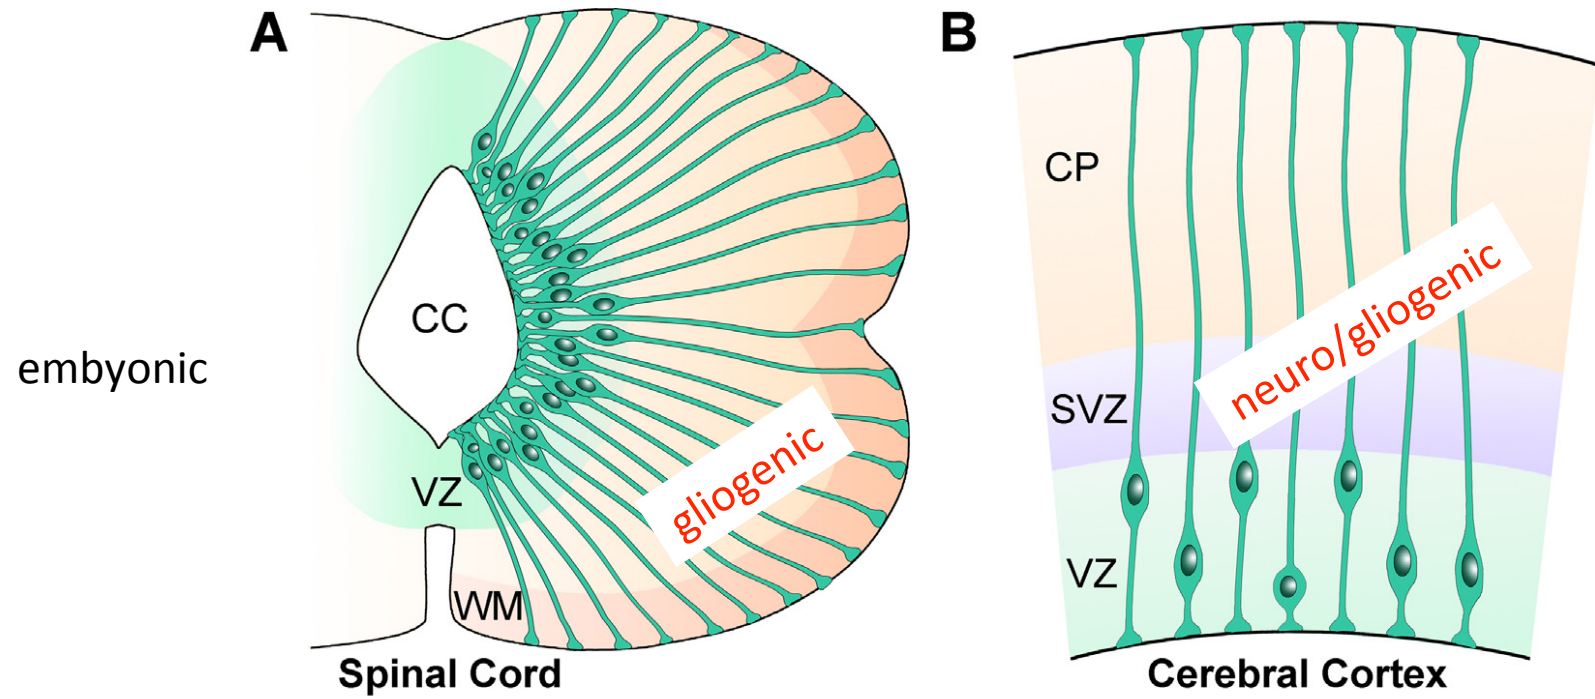 A
B
CP
CC
embyonic
neuro/gliogenic
SVZ
gliogenic
VZ
VZ
WM
Spinal Cord
Cerebral Cortex